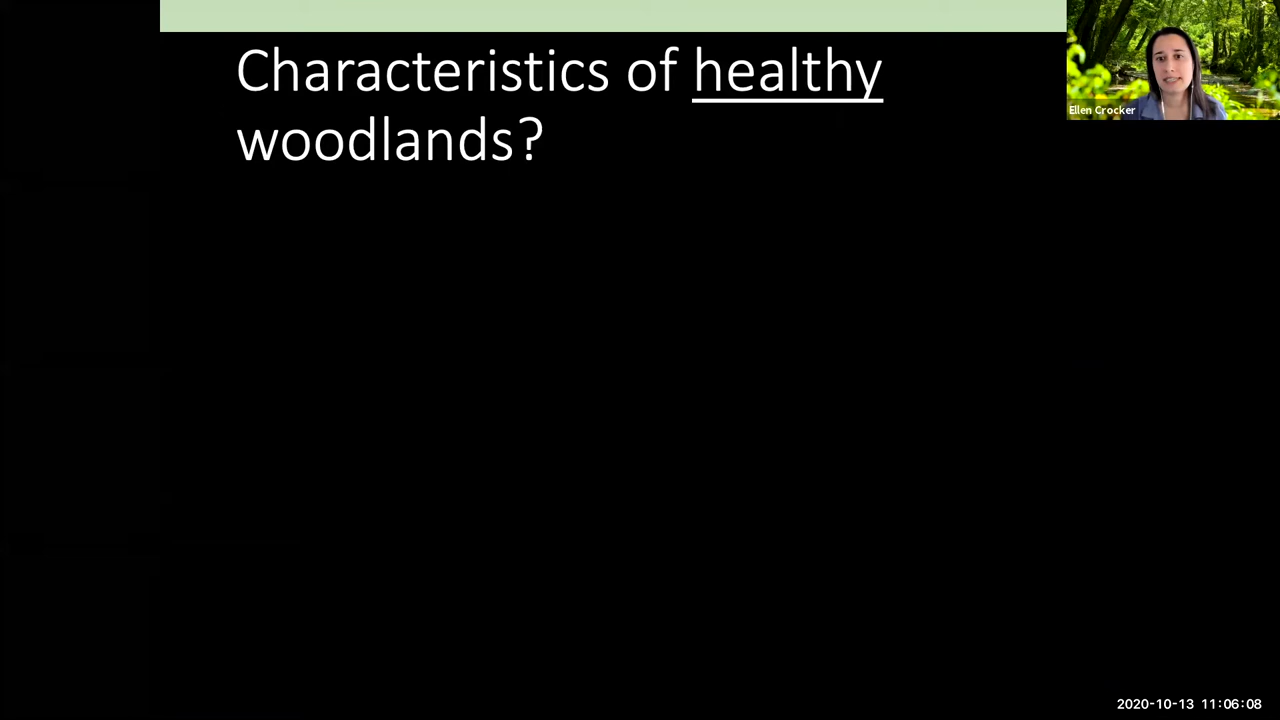 Characteristics of healthy
woodlands?
Ellen Crocker
2020-10-13 11:06:08